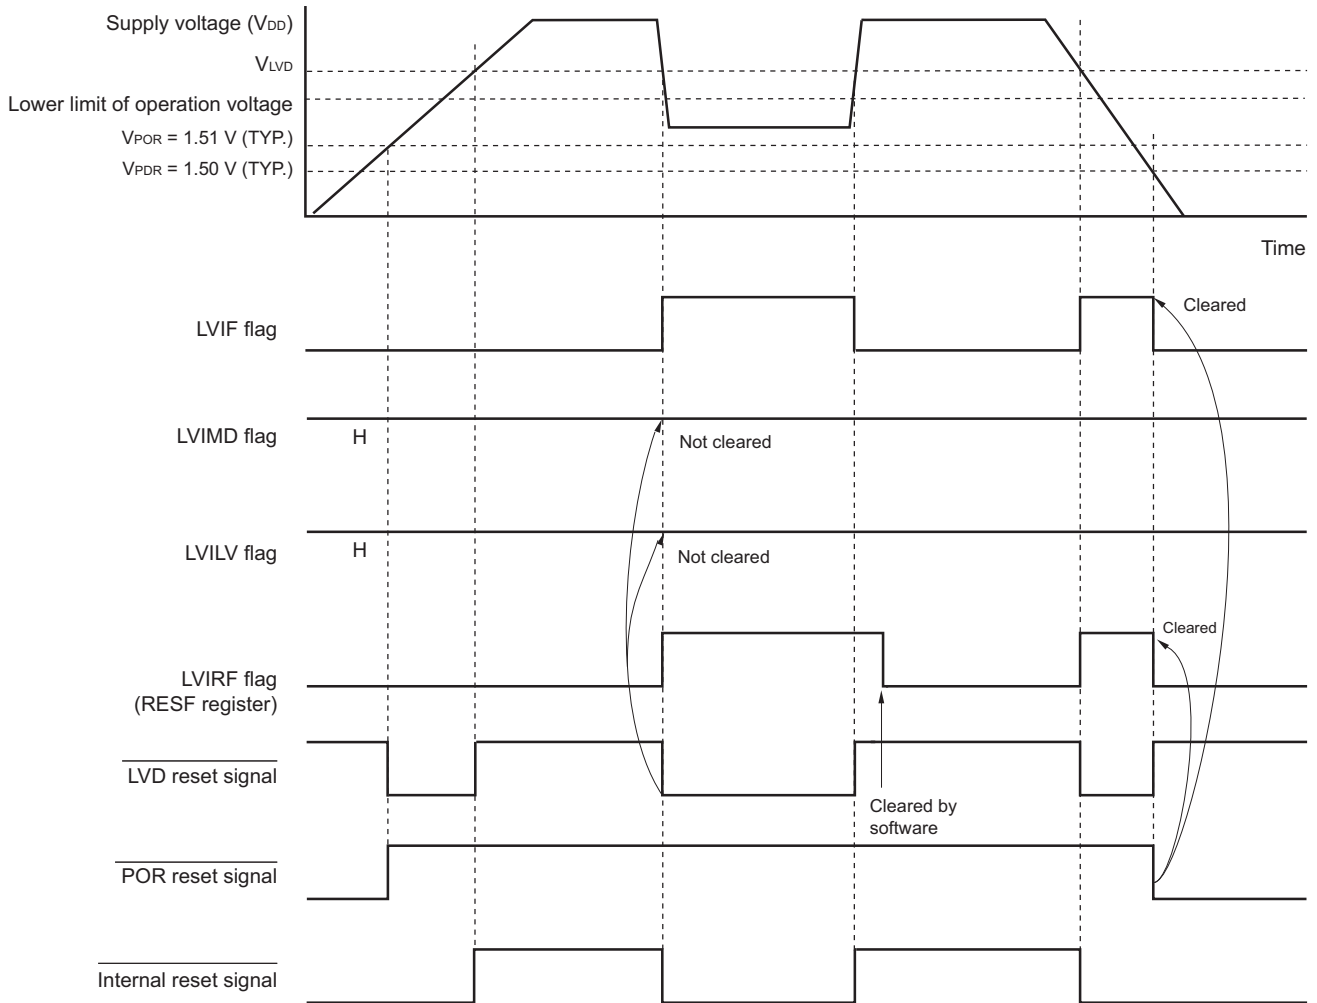 Supply voltage (VDD)
VLVD
Lower limit of operation voltage
VPOR = 1.51 V (TYP.)
VPDR = 1.50 V (TYP.)
Time
LVIF flag
Cleared
LVIMD flag
H
Not cleared
LVILV flag
H
Not cleared
LVIRF flag
(RESF register)
Cleared
LVD reset signal
Cleared by
software
POR reset signal
Internal reset signal